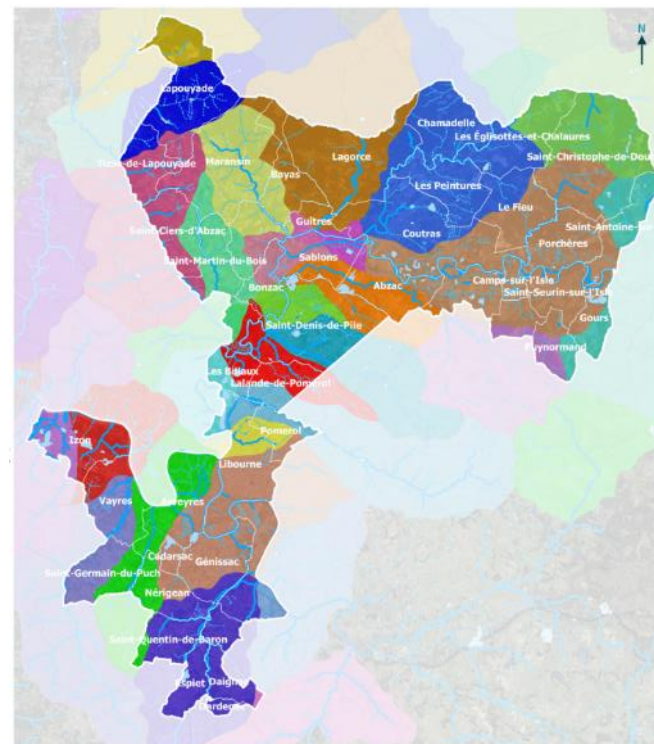 N
Lapouyade
Chamadelle
Les Églisottes-et-Chalaures
Tizac-de-Lapouyade
Maransin
Lagorce
Saint-Christophe-de-Dou
Bayas
Les Peintures
Le Fieu
Saint-Ciers-d'Abzac
Guîtres
Saint-Antoine-sur
Coutras
Porchères
Saint-Martin-du-Bois
Sablons
Camps-sur-l'Isle
Bonzac
Abzac
Saint-Seurin-sur-l'Isle
Gours
Saint-Denis-de-Pile
Puynormand
Les Billaux
Lalande-de-Pomerol
Pomerol
Izon
Libourne
Vayres
Arveyres
Cadarsac
Génissac
Saint-Germain-du-Puch
Nérigean
Saint-Quentin-de-Baron
Espiet
Daignac
Dardenac